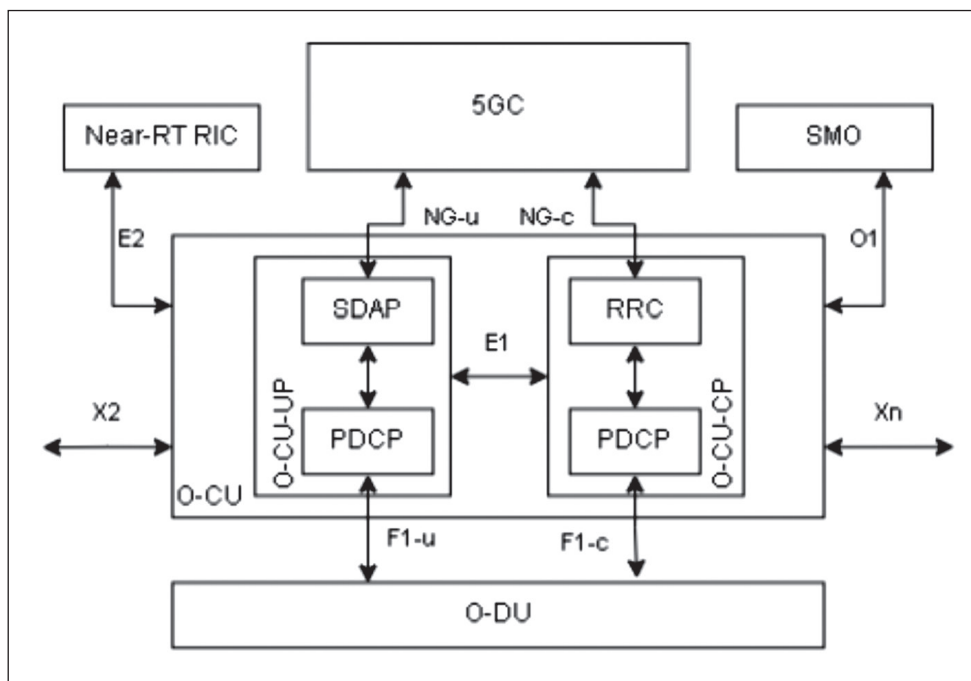 5GC
Near-RT RIC
SMO
NG-u
NG-c
E2
O1
SDAP
RRC
E1
O-CU-UP
O-CU-CP
X2
Xn
PDCP
PDCP
O-CU
F1-u
F1-c
O-DU